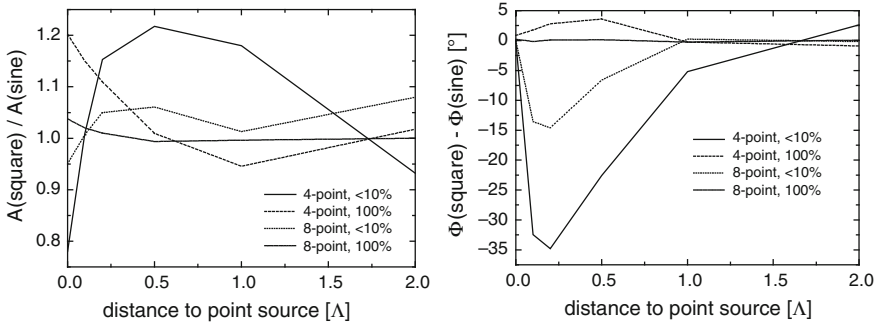 1.2
1.1
1.0
0.9
0.8
A(square) / A(sine)
4-point, <10%
4-point, 100%
8-point, <10%
8-point, 100%
0.0 0.5 1.0 1.5 2.0
distance to point source [Λ]
5
0
−5
−10
−15
−20
−25
−30
−35
Φ(square) - Φ(sine) [°]
4-point, <10%
4-point, 100%
8-point, <10%
8-point, 100%
0.0 0.5 1.0 1.5 2.0
distance to point source [Λ]